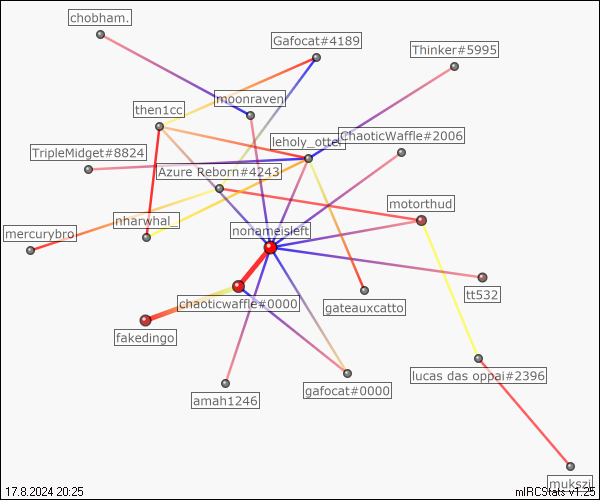 chobham.
Gafocat#4189
Thinker#5995
moonraven
then1cc
leholy_otter
ChaoticWaffle#2006
TripleMidget#8824
Azure Reborn#4243
motorthud
nharwhal_
mercurybro
nonameisleft
tt532
chaoticwaffle#0000
gateauxcatto
fakedingo
lucas das oppai#2396
gafocat#0000
amah1246
mukszi
17.8.2024 20:25
mIRCStats v1.25